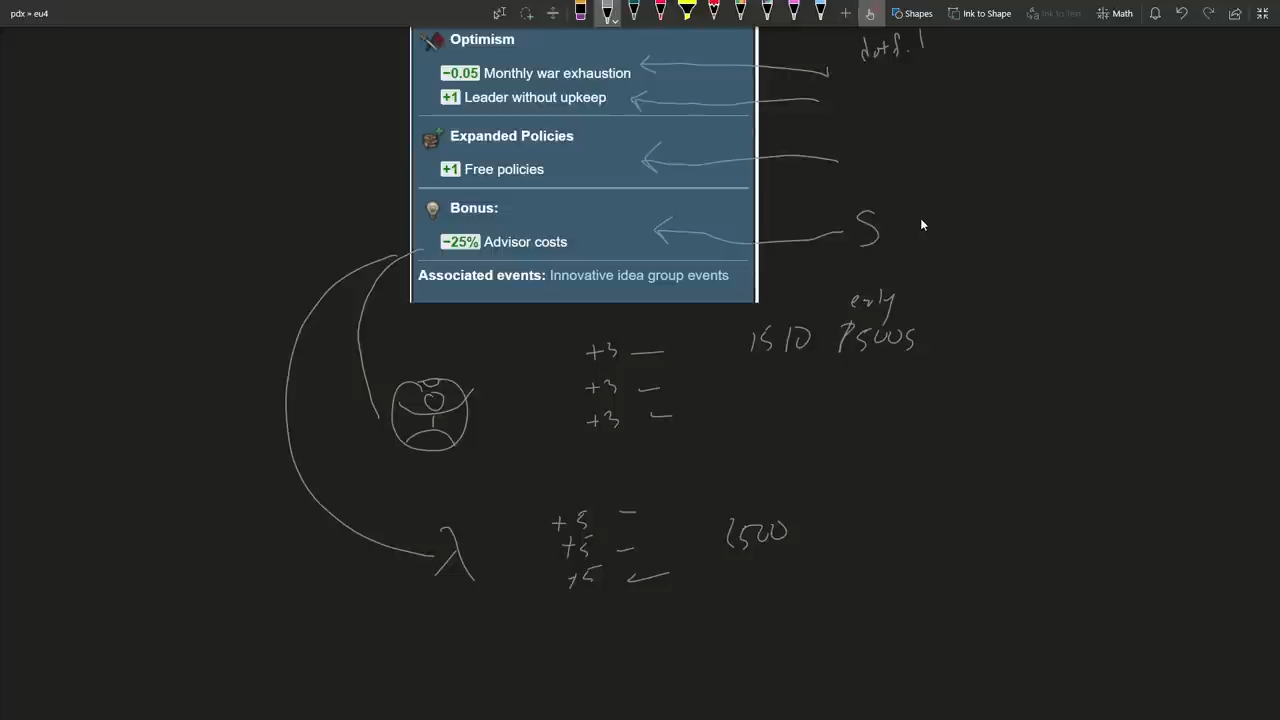 pdx » eu4
Shapes
Ink to Shape
Ink to Text
Math
Optimism
−0.05 Monthly war exhaustion
+1 Leader without upkeep
Expanded Policies
+1 Free policies
Bonus:
−25% Advisor costs
S
Associated events: Innovative idea group events
early
1510
+3
+3
+3
+5
+5
+5
1500
λ